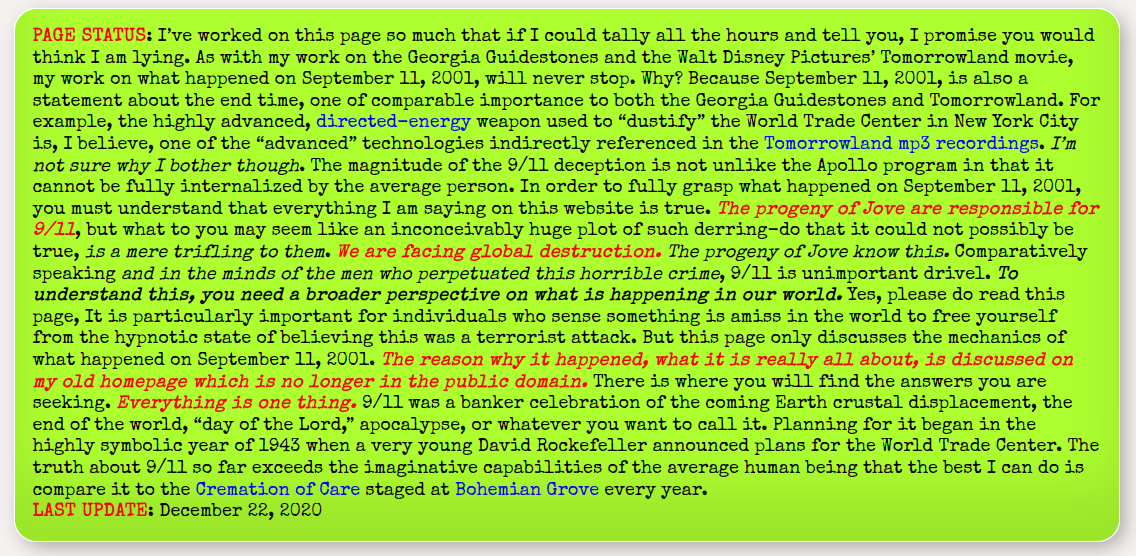 PAGE STATUS: I've worked on this page so much that if I could tally all the hours and tell you, I promise you would
think I am lying. As with my work on the Georgia Guidestones and the Walt Disney Pictures' Tomorrowland movie,
my work on what happened on September 11, 2001, will never stop. Why? Because September 11, 2001, is also a
statement about the end time, one of comparable importance to both the Georgia Guidestones and Tomorrowland. For
example, the highly advanced, directed-energy weapon used to “dustify” the World Trade Center in New York City
is, I believe, one of the “advanced” technologies indirectly referenced in the Tomorrowland mp3 recordings. I'm
not sure why I bother though. The magnitude of the 9/11 deception is not unlike the Apollo program in that it
cannot be fully internalized by the average person. In order to fully grasp what happened on September 11, 2001,
you must understand that everything I am saying on this website is true. The progeny of Jove are responsible for
9/11, but what to you may seem like an inconceivably huge plot of such derring-do that it could not possibly be
true, is a mere trifling to them. We are facing global destruction. The progeny of Jove know this. Comparatively
speaking and in the minds of the men who perpetuated this horrible crime, 9/11 is unimportant drivel. To
understand this, you need a broader perspective on what is happening in our world. Yes, please do read this
page, It is particularly important for individuals who sense something is amiss in the world to free yourself
from the hypnotic state of believing this was a terrorist attack. But this page only discusses the mechanics of
what happened on September 11, 2001. The reason why it happened, what it is really all about, is discussed on
my old homepage which is no longer in the public domain. There is where you will find the answers you are
seeking. Everything is one thing. 9/11 was a banker celebration of the coming Earth crustal displacement, the
end of the world, “day of the Lord,” apocalypse, or whatever you want to call it. Planning for it began in the
highly symbolic year of 1943 when a very young David Rockefeller announced plans for the World Trade Center. The
truth about 9/11 so far exceeds the imaginative capabilities of the average human being that the best I can do is
compare it to the Cremation of Care staged at Bohemian Grove every year.
LAST UPDATE: December 22, 2020